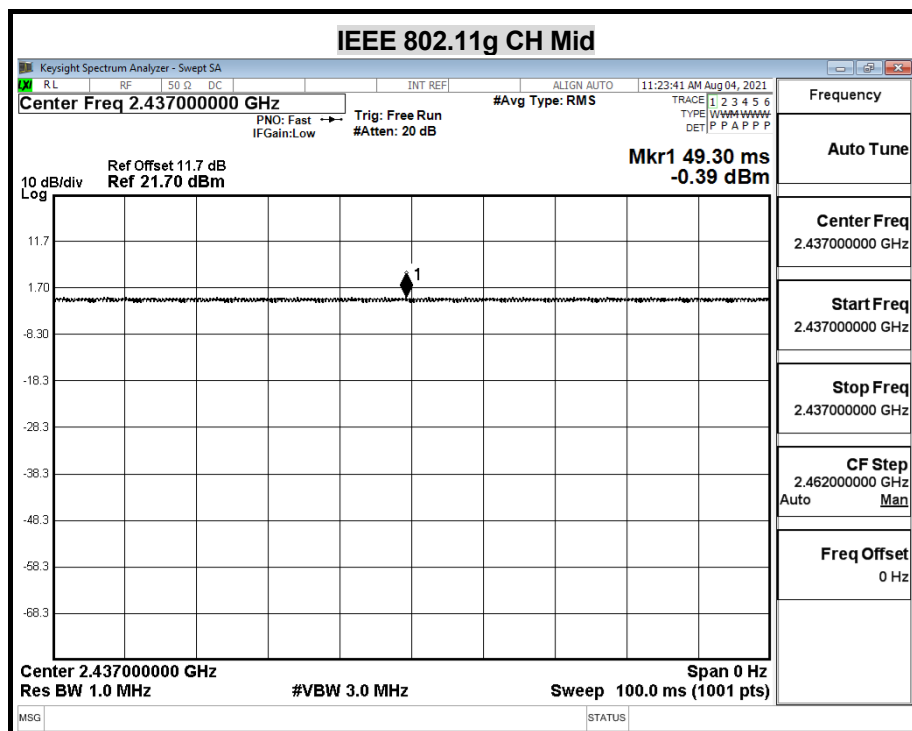 IEEE 802.11g CH Mid
Keysight Spectrum Analyzer - Swept SA
LXI RL RF 50 Ω DC INT REF ALIGN AUTO 11:23:41 AM Aug 04, 2021
Center Freq 2.437000000 GHz
PNO: Fast
IFGain:Low
Trig: Free Run
#Atten: 20 dB
#Avg Type: RMS
TRACE 1 2 3 4 5 6
TYPE WWMWWW
DET P P A P P P
Mkr1 49.30 ms
-0.39 dBm
Ref Offset 11.7 dB
10 dB/div Ref 21.70 dBm
Log
11.7
1
1.70
-8.30
-18.3
-28.3
-38.3
-48.3
-58.3
-68.3
Center 2.437000000 GHz Span 0 Hz
Res BW 1.0 MHz #VBW 3.0 MHz Sweep 100.0 ms (1001 pts)
MSG STATUS
Frequency
Auto Tune
Center Freq
2.437000000 GHz
Start Freq
2.437000000 GHz
Stop Freq
2.437000000 GHz
CF Step
2.462000000 GHz
Auto Man
Freq Offset
0 Hz